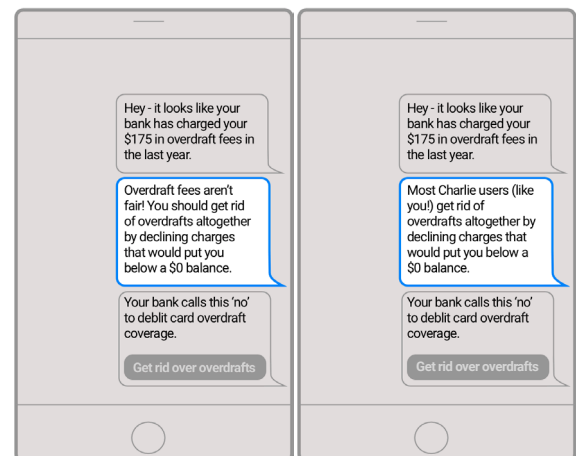 Hey - it looks like your
bank has charged your
$175 in overdraft fees in
the last year.
Overdraft fees aren't
fair! You should get rid
of overdrafts altogether
by declining charges
that would put you
below a $0 balance.
Your bank calls this 'no'
to deblit card overdraft
coverage.
Get rid over overdrafts
Hey - it looks like your
bank has charged your
$175 in overdraft fees in
the last year.
Most Charlie users (like
you!) get rid of
overdrafts altogether by
declining charges that
would put you below a
$0 balance.
Your bank calls this 'no'
to deblit card overdraft
coverage.
Get rid over overdrafts